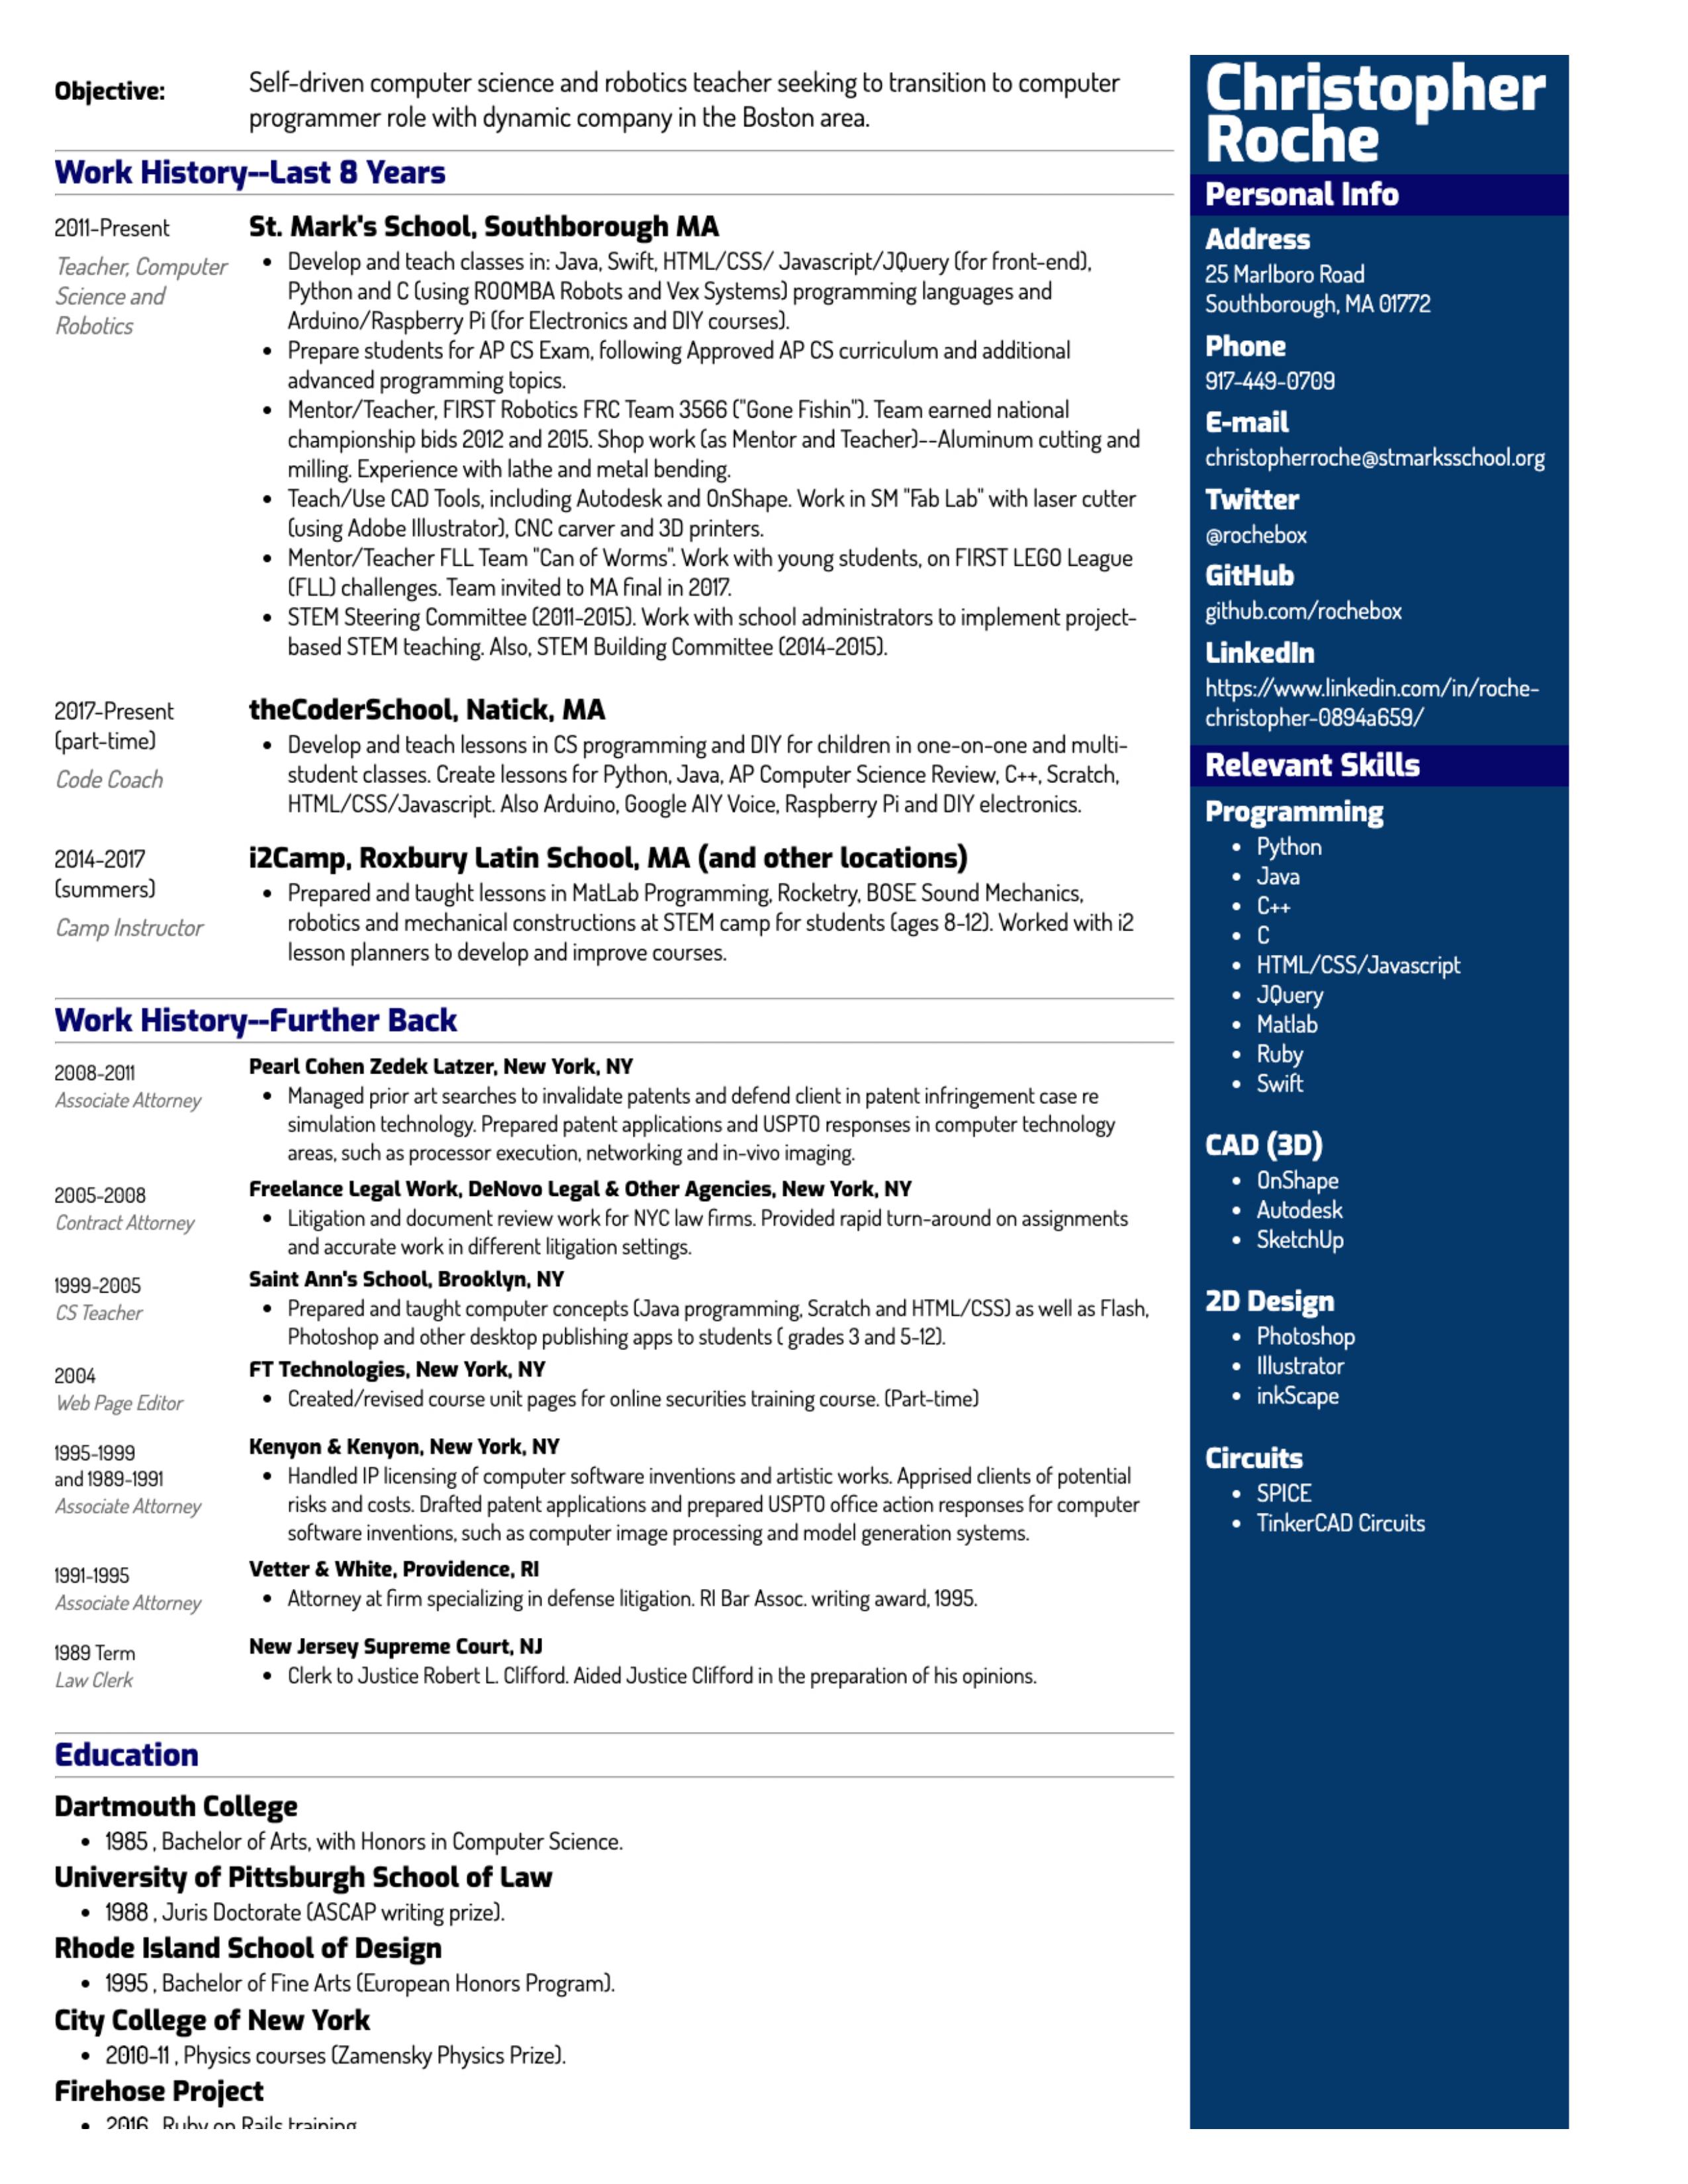 Objective:
Self-driven computer science and robotics teacher seeking to transition to computer
programmer role with dynamic company in the Boston area.
Work History--Last 8 Years
2011-Present
Teacher, Computer
Science and
Robotics
St. Mark's School, Southborough MA
• Develop and teach classes in: Java, Swift, HTML/CSS/ Javascript/JQuery (for front-end),
Python and C (using ROOMBA Robots and Vex Systems) programming languages and
Arduino/Raspberry Pi (for Electronics and DIY courses).
• Prepare students for AP CS Exam, following Approved AP CS curriculum and additional
advanced programming topics.
• Mentor/Teacher, FIRST Robotics FRC Team 3566 ("Gone Fishin"). Team earned national
championship bids 2012 and 2015. Shop work (as Mentor and Teacher)--Aluminum cutting and
milling. Experience with lathe and metal bending.
• Teach/Use CAD Tools, including Autodesk and OnShape. Work in SM "Fab Lab" with laser cutter
(using Adobe Illustrator), CNC carver and 3D printers.
• Mentor/Teacher FLL Team "Can of Worms". Work with young students, on FIRST LEGO League
(FLL) challenges. Team invited to MA final in 2017.
• STEM Steering Committee (2011-2015). Work with school administrators to implement project-
based STEM teaching. Also, STEM Building Committee (2014-2015).
2017-Present
(part-time)
Code Coach
theCoderSchool, Natick, MA
• Develop and teach lessons in CS programming and DIY for children in one-on-one and multi-
student classes. Create lessons for Python, Java, AP Computer Science Review, C++, Scratch,
HTML/CSS/Javascript. Also Arduino, Google AIY Voice, Raspberry Pi and DIY electronics.
2014-2017
(summers)
Camp Instructor
i2Camp, Roxbury Latin School, MA (and other locations)
• Prepared and taught lessons in MatLab Programming, Rocketry, BOSE Sound Mechanics,
robotics and mechanical constructions at STEM camp for students (ages 8-12). Worked with i2
lesson planners to develop and improve courses.
Work History--Further Back
2008-2011
Associate Attorney
Pearl Cohen Zedek Latzer, New York, NY
• Managed prior art searches to invalidate patents and defend client in patent infringement case re
simulation technology. Prepared patent applications and USPTO responses in computer technology
areas, such as processor execution, networking and in-vivo imaging.
2005-2008
Contract Attorney
Freelance Legal Work, DeNovo Legal & Other Agencies, New York, NY
• Litigation and document review work for NYC law firms. Provided rapid turn-around on assignments
and accurate work in different litigation settings.
1999-2005
CS Teacher
Saint Ann's School, Brooklyn, NY
• Prepared and taught computer concepts (Java programming, Scratch and HTML/CSS) as well as Flash,
Photoshop and other desktop publishing apps to students ( grades 3 and 5-12).
2004
Web Page Editor
FT Technologies, New York, NY
• Created/revised course unit pages for online securities training course. (Part-time)
1995-1999
and 1989-1991
Associate Attorney
Kenyon & Kenyon, New York, NY
• Handled IP licensing of computer software inventions and artistic works. Apprised clients of potential
risks and costs. Drafted patent applications and prepared USPTO office action responses for computer
software inventions, such as computer image processing and model generation systems.
1991-1995
Associate Attorney
Vetter & White, Providence, RI
• Attorney at firm specializing in defense litigation. RI Bar Assoc. writing award, 1995.
1989 Term
Law Clerk
New Jersey Supreme Court, NJ
• Clerk to Justice Robert L. Clifford. Aided Justice Clifford in the preparation of his opinions.
Education
Dartmouth College
• 1985 , Bachelor of Arts, with Honors in Computer Science.
University of Pittsburgh School of Law
• 1988 , Juris Doctorate (ASCAP writing prize).
Rhode Island School of Design
• 1995 , Bachelor of Fine Arts (European Honors Program).
City College of New York
• 2010-11 , Physics courses (Zamensky Physics Prize).
Firehose Project
• 2016 , Ruby on Rails training
Christopher
Roche
Personal Info
Address
25 Marlboro Road
Southborough, MA 01772
Phone
917-449-0709
E-mail
christopherroche@stmarksschool.org
Twitter
@rochebox
GitHub
github.com/rochebox
LinkedIn
https://www.linkedin.com/in/roche-
christopher-0894a659/
Relevant Skills
Programming
• Python
• Java
• C++
• C
• HTML/CSS/Javascript
• JQuery
• Matlab
• Ruby
• Swift
CAD (3D)
• OnShape
• Autodesk
• SketchUp
2D Design
• Photoshop
• Illustrator
• inkScape
Circuits
• SPICE
• TinkerCAD Circuits